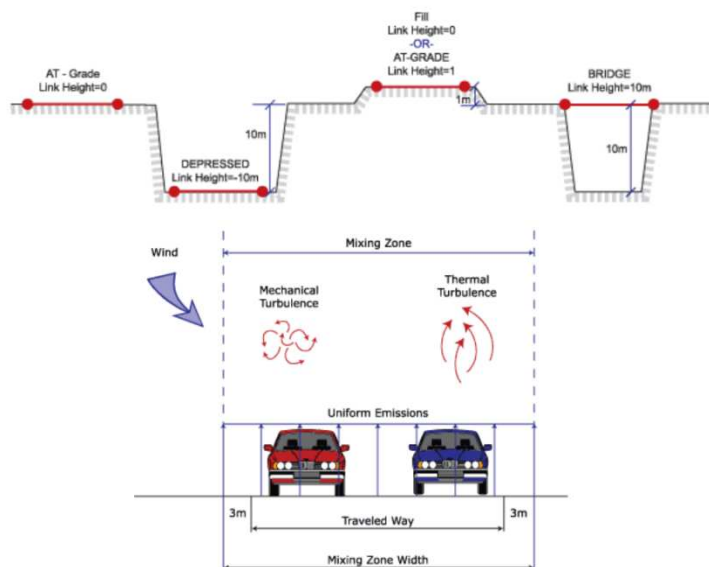 Fill
Link Height=0
-OR-
AT-GRADE
Link Height=1
AT - Grade
Link Height=0
BRIDGE
Link Height=10m
1m
10m
10m
DEPRESSED
Link Height=-10m
Mixing Zone
Wind
Mechanical
Turbulence
Thermal
Turbulence
Uniform Emissions
3m
Traveled Way
3m
Mixing Zone Width